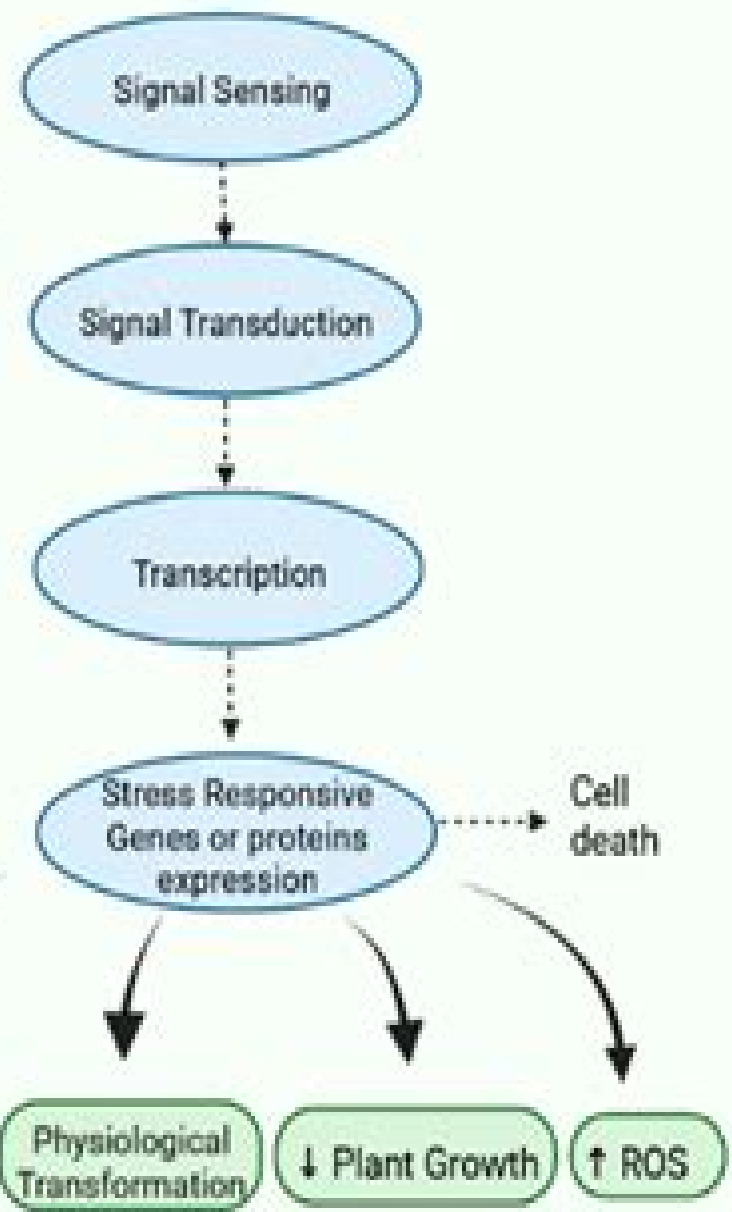 Signal Sensing
Signal Transduction
Transcription
Stress Responsive
Genes or proteins
expression
Cell
death
Physiological
Transformation
↓ Plant Growth
↑ ROS